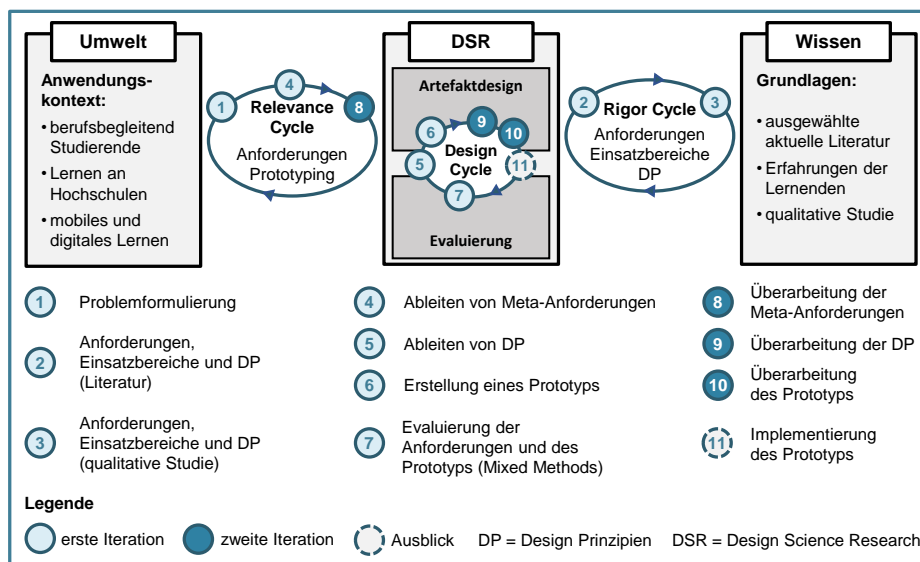 Umwelt
DSR
Wissen
Anwendungs-
kontext:
• berufsbegleitend
Studierende
• Lernen an
Hochschulen
• mobiles und
digitales Lernen
1
4
8
Relevance
Cycle
Anforderungen
Prototyping
Artefaktdesign
6
9
10
5
Design
Cycle
11
7
Evaluierung
2
3
Rigor Cycle
Anforderungen
Einsatzbereiche
DP
Grundlagen:
• ausgewählte
aktuelle Literatur
• Erfahrungen der
Lernenden
• qualitative Studie
1 Problemformulierung
2 Anforderungen,
Einsatzbereiche und DP
(Literatur)
3 Anforderungen,
Einsatzbereiche und DP
(qualitative Studie)
4 Ableiten von Meta-Anforderungen
5 Ableiten von DP
6 Erstellung eines Prototyps
7 Evaluierung der
Anforderungen und des
Prototyps (Mixed Methods)
8 Überarbeitung der
Meta-Anforderungen
9 Überarbeitung der DP
10 Überarbeitung
des Prototyps
11 Implementierung
des Prototyps
Legende
erste Iteration
zweite Iteration
Ausblick
DP = Design Prinzipien
DSR = Design Science Research